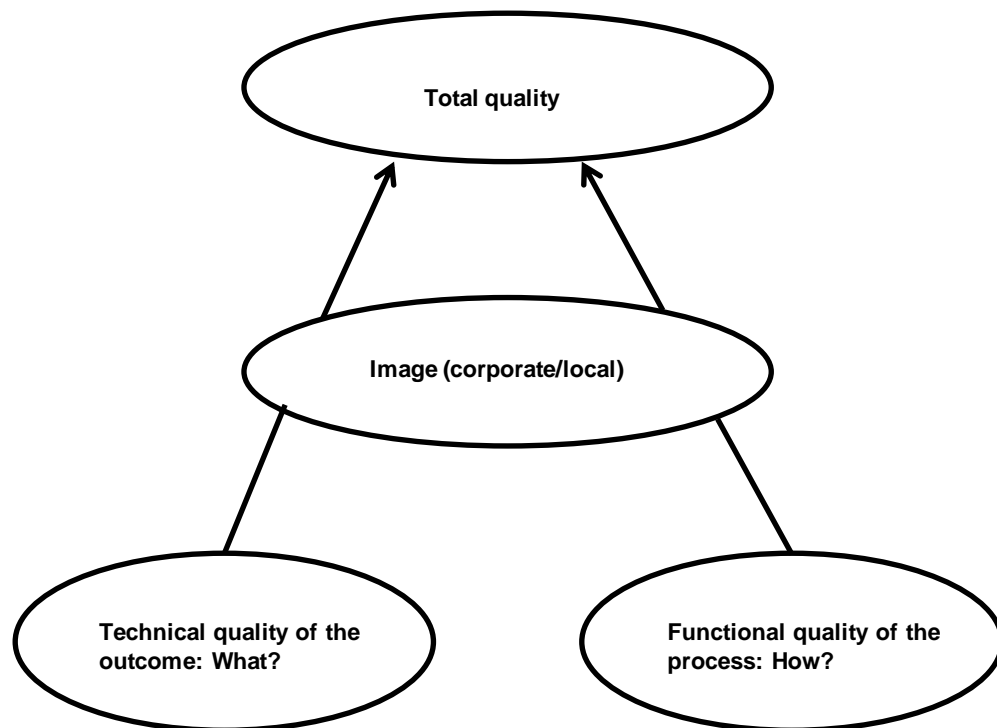 Total quality
Image (corporate/local)
Technical quality of the
outcome: What?
Functional quality of the
process: How?